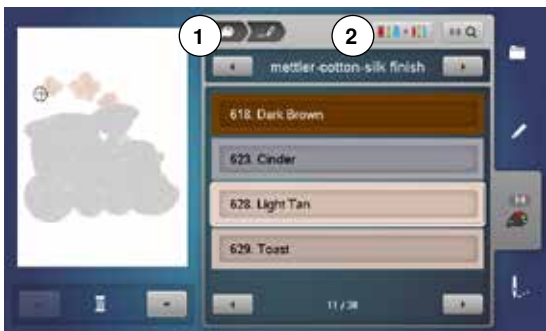 1
2
mettler-cotton-silk finish
618. Dark Brown
623. Cinder
628. Light Tan
629. Toast
11/38